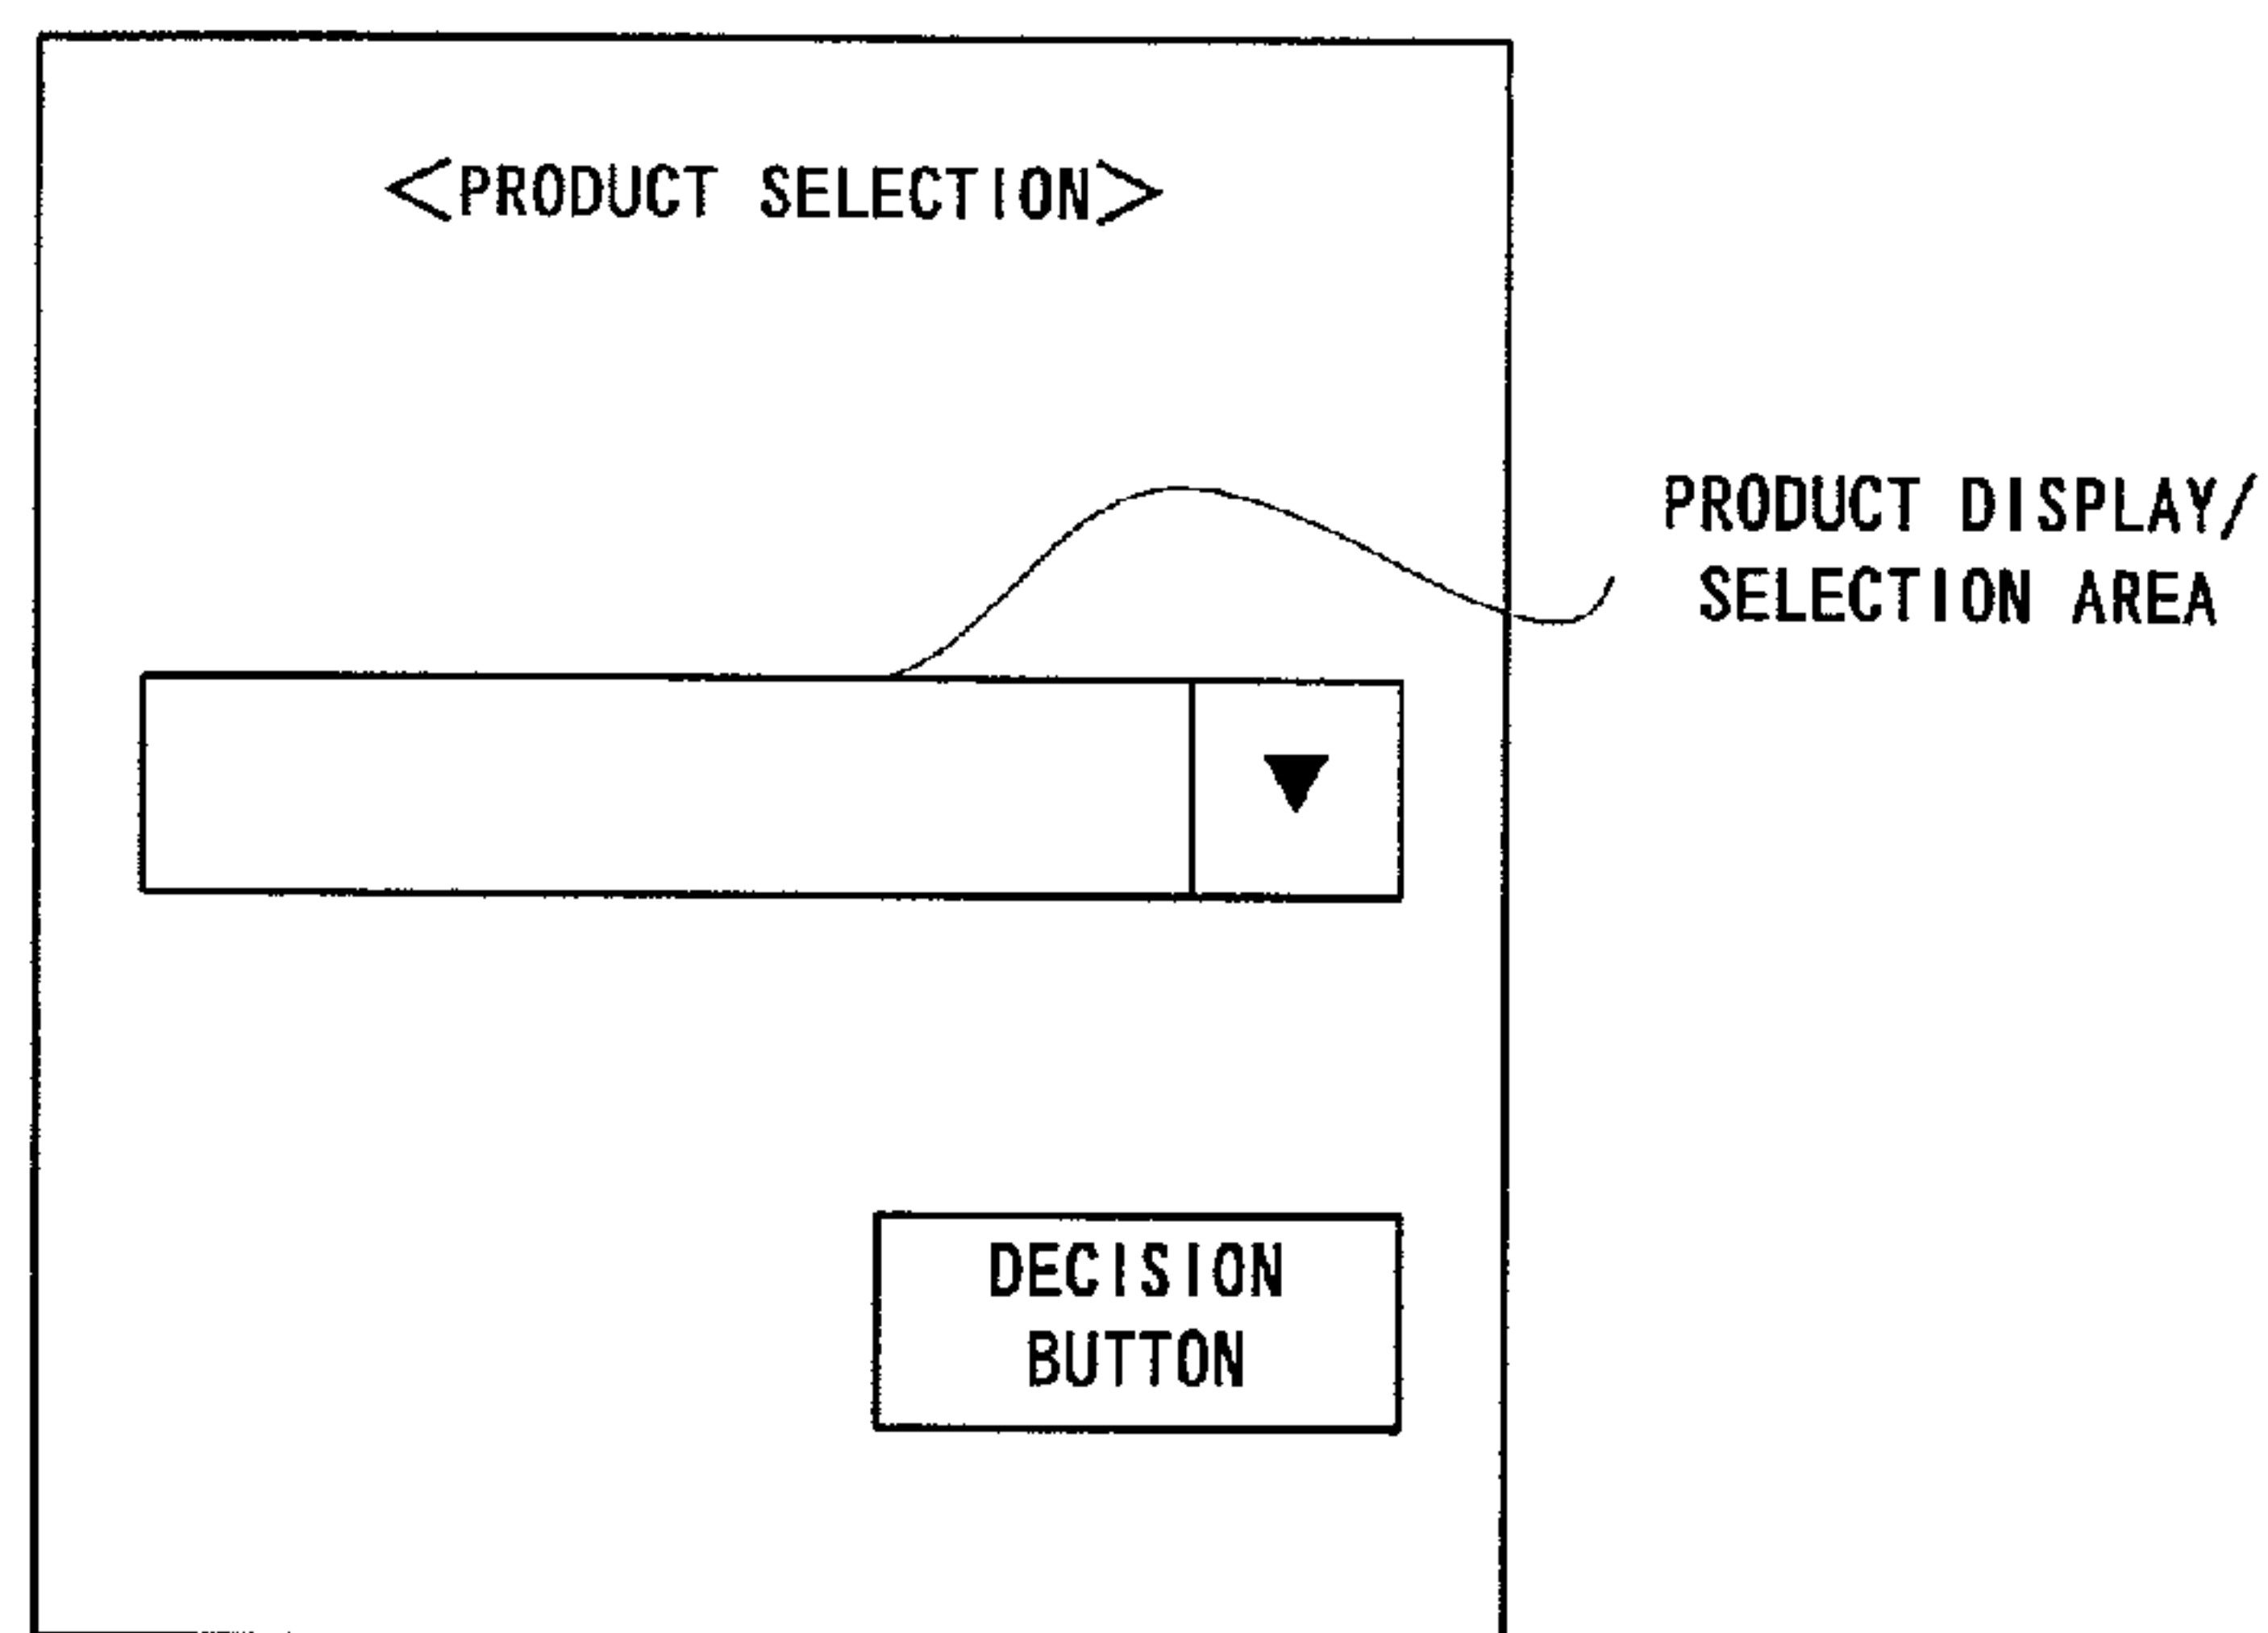 <PRODUCT SELECTION>
PRODUCT DISPLAY/
SELECTION AREA
DECISION
BUTTON